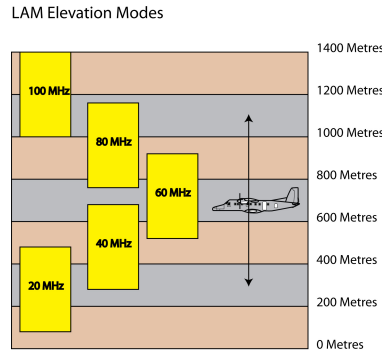 LAM Elevation Modes
1400 Metres
100 MHz
1200 Metres
80 MHz
1000 Metres
60 MHz
800 Metres
600 Metres
40 MHz
400 Metres
20 MHz
200 Metres
0 Metres